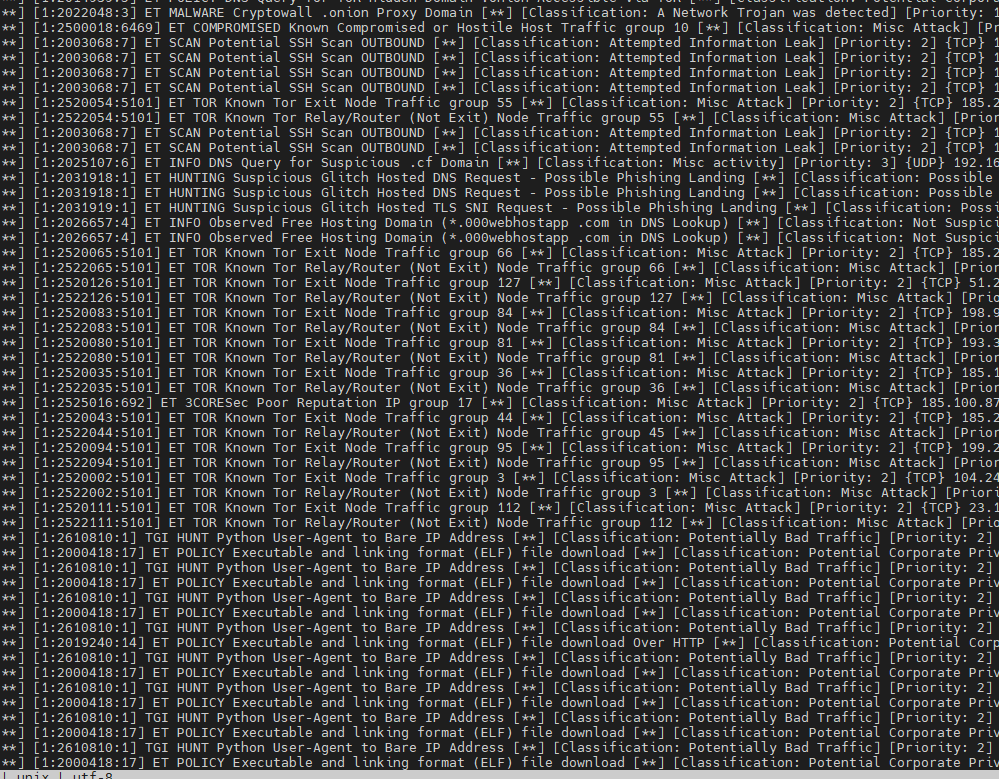 **] [1:2022048:3] ET MALWARE Cryptowall .onion Proxy Domain [**] [Classification: A Network Trojan was detected] [Priority: 1
**] [1:2500018:6469] ET COMPROMISED Known Compromised or Hostile Host Traffic group 10 [**] [Classification: Misc Attack] [Pr
**] [1:2003068:7] ET SCAN Potential SSH Scan OUTBOUND [**] [Classification: Attempted Information Leak] [Priority: 2] {TCP} 1
**] [1:2003068:7] ET SCAN Potential SSH Scan OUTBOUND [**] [Classification: Attempted Information Leak] [Priority: 2] {TCP} 1
**] [1:2003068:7] ET SCAN Potential SSH Scan OUTBOUND [**] [Classification: Attempted Information Leak] [Priority: 2] {TCP} 1
**] [1:2003068:7] ET SCAN Potential SSH Scan OUTBOUND [**] [Classification: Attempted Information Leak] [Priority: 2] {TCP} 1
**] [1:2520054:5101] ET TOR Known Tor Exit Node Traffic group 55 [**] [Classification: Misc Attack] [Priority: 2] {TCP} 185.2
**] [1:2522054:5101] ET TOR Known Tor Relay/Router (Not Exit) Node Traffic group 55 [**] [Classification: Misc Attack] [Prior
**] [1:2003068:7] ET SCAN Potential SSH Scan OUTBOUND [**] [Classification: Attempted Information Leak] [Priority: 2] {TCP} 1
**] [1:2003068:7] ET SCAN Potential SSH Scan OUTBOUND [**] [Classification: Attempted Information Leak] [Priority: 2] {TCP} 1
**] [1:2025107:6] ET INFO DNS Query for Suspicious .cf Domain [**] [Classification: Misc activity] [Priority: 3] {UDP} 192.16
**] [1:2031918:1] ET HUNTING Suspicious Glitch Hosted DNS Request - Possible Phishing Landing [**] [Classification: Possible
**] [1:2031918:1] ET HUNTING Suspicious Glitch Hosted DNS Request - Possible Phishing Landing [**] [Classification: Possible
**] [1:2031919:1] ET HUNTING Suspicious Glitch Hosted TLS SNI Request - Possible Phishing Landing [**] [Classification: Possi
**] [1:2026657:4] ET INFO Observed Free Hosting Domain (*.000webhostapp .com in DNS Lookup) [**] [Classification: Not Suspici
**] [1:2026657:4] ET INFO Observed Free Hosting Domain (*.000webhostapp .com in DNS Lookup) [**] [Classification: Not Suspici
**] [1:2520065:5101] ET TOR Known Tor Exit Node Traffic group 66 [**] [Classification: Misc Attack] [Priority: 2] {TCP} 185.2
**] [1:2522065:5101] ET TOR Known Tor Relay/Router (Not Exit) Node Traffic group 66 [**] [Classification: Misc Attack] [Prior
**] [1:2520126:5101] ET TOR Known Tor Exit Node Traffic group 127 [**] [Classification: Misc Attack] [Priority: 2] {TCP} 51.2
**] [1:2522126:5101] ET TOR Known Tor Relay/Router (Not Exit) Node Traffic group 127 [**] [Classification: Misc Attack] [Prio
**] [1:2520083:5101] ET TOR Known Tor Exit Node Traffic group 84 [**] [Classification: Misc Attack] [Priority: 2] {TCP} 198.9
**] [1:2522083:5101] ET TOR Known Tor Relay/Router (Not Exit) Node Traffic group 84 [**] [Classification: Misc Attack] [Prior
**] [1:2520080:5101] ET TOR Known Tor Exit Node Traffic group 81 [**] [Classification: Misc Attack] [Priority: 2] {TCP} 193.3
**] [1:2522080:5101] ET TOR Known Tor Relay/Router (Not Exit) Node Traffic group 81 [**] [Classification: Misc Attack] [Prior
**] [1:2520035:5101] ET TOR Known Tor Exit Node Traffic group 36 [**] [Classification: Misc Attack] [Priority: 2] {TCP} 185.1
**] [1:2522035:5101] ET TOR Known Tor Relay/Router (Not Exit) Node Traffic group 36 [**] [Classification: Misc Attack] [Prior
**] [1:2525016:692] ET 3CORESec Poor Reputation IP group 17 [**] [Classification: Misc Attack] [Priority: 2] {TCP} 185.100.87
**] [1:2520043:5101] ET TOR Known Tor Exit Node Traffic group 44 [**] [Classification: Misc Attack] [Priority: 2] {TCP} 185.2
**] [1:2522044:5101] ET TOR Known Tor Relay/Router (Not Exit) Node Traffic group 45 [**] [Classification: Misc Attack] [Prior
**] [1:2520094:5101] ET TOR Known Tor Exit Node Traffic group 95 [**] [Classification: Misc Attack] [Priority: 2] {TCP} 199.2
**] [1:2522094:5101] ET TOR Known Tor Relay/Router (Not Exit) Node Traffic group 95 [**] [Classification: Misc Attack] [Prior
**] [1:2520002:5101] ET TOR Known Tor Exit Node Traffic group 3 [**] [Classification: Misc Attack] [Priority: 2] {TCP} 104.24
**] [1:2522002:5101] ET TOR Known Tor Relay/Router (Not Exit) Node Traffic group 3 [**] [Classification: Misc Attack] [Priori
**] [1:2520111:5101] ET TOR Known Tor Exit Node Traffic group 112 [**] [Classification: Misc Attack] [Priority: 2] {TCP} 23.1
**] [1:2522111:5101] ET TOR Known Tor Relay/Router (Not Exit) Node Traffic group 112 [**] [Classification: Misc Attack] [Prio
**] [1:2610810:1] TGI HUNT Python User-Agent to Bare IP Address [**] [Classification: Potentially Bad Traffic] [Priority: 2]
**] [1:2000418:17] ET POLICY Executable and linking format (ELF) file download [**] [Classification: Potential Corporate Priv
**] [1:2610810:1] TGI HUNT Python User-Agent to Bare IP Address [**] [Classification: Potentially Bad Traffic] [Priority: 2]
**] [1:2000418:17] ET POLICY Executable and linking format (ELF) file download [**] [Classification: Potential Corporate Priv
**] [1:2610810:1] TGI HUNT Python User-Agent to Bare IP Address [**] [Classification: Potentially Bad Traffic] [Priority: 2]
**] [1:2000418:17] ET POLICY Executable and linking format (ELF) file download [**] [Classification: Potential Corporate Priv
**] [1:2610810:1] TGI HUNT Python User-Agent to Bare IP Address [**] [Classification: Potentially Bad Traffic] [Priority: 2]
**] [1:2019240:14] ET POLICY Executable and linking format (ELF) file download Over HTTP [**] [Classification: Potential Corp
**] [1:2610810:1] TGI HUNT Python User-Agent to Bare IP Address [**] [Classification: Potentially Bad Traffic] [Priority: 2]
**] [1:2000418:17] ET POLICY Executable and linking format (ELF) file download [**] [Classification: Potential Corporate Priv
**] [1:2610810:1] TGI HUNT Python User-Agent to Bare IP Address [**] [Classification: Potentially Bad Traffic] [Priority: 2]
**] [1:2000418:17] ET POLICY Executable and linking format (ELF) file download [**] [Classification: Potential Corporate Priv
**] [1:2610810:1] TGI HUNT Python User-Agent to Bare IP Address [**] [Classification: Potentially Bad Traffic] [Priority: 2]
**] [1:2000418:17] ET POLICY Executable and linking format (ELF) file download [**] [Classification: Potential Corporate Priv
**] [1:2610810:1] TGI HUNT Python User-Agent to Bare IP Address [**] [Classification: Potentially Bad Traffic] [Priority: 2]
**] [1:2000418:17] ET POLICY Executable and linking format (ELF) file download [**] [Classification: Potential Corporate Priv
| unix | utf-8